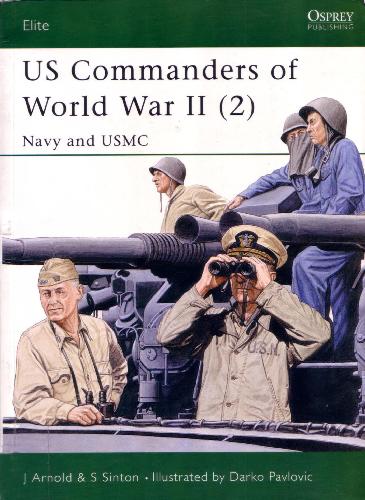 Elite
OSPREY
PUBLISHING
US Commanders of
World War II (2)
Navy and USMC
U.S.N.
J Arnold & S Sinton • Illustrated by Darko Pavlovic